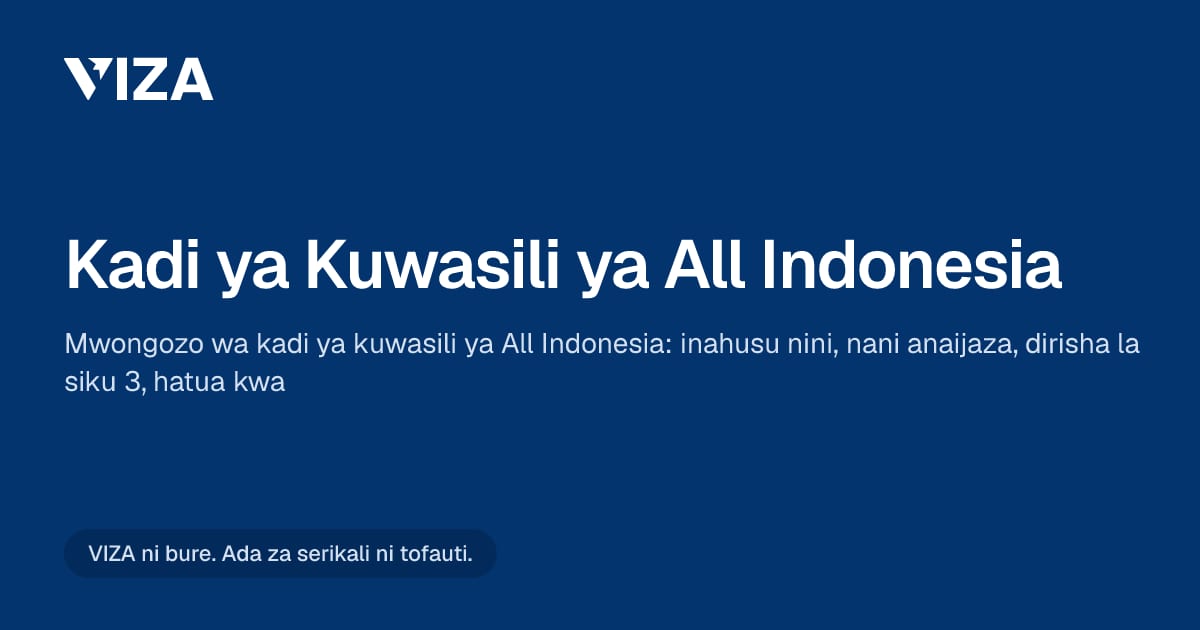 VIZA
Kadi ya Kuwasili ya All Indonesia
Mwongozo wa kadi ya kuwasili ya All Indonesia: inahusu nini, nani anaijaza, dirisha la
siku 3, hatua kwa
VIZA ni bure. Ada za serikali ni tofauti.